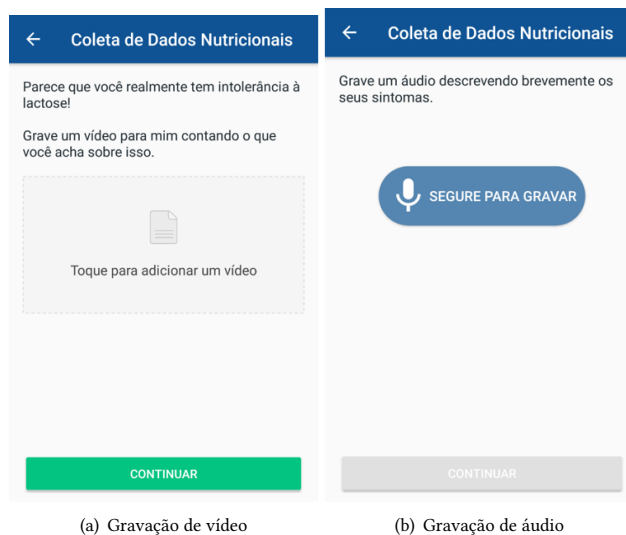 Coleta de Dados Nutricionais
Parece que você realmente tem intolerância à
lactose!
Grave um vídeo para mim contando o que
você acha sobre isso.
Toque para adicionar um vídeo
CONTINUAR
(a) Gravação de vídeo
Coleta de Dados Nutricionais
Grave um áudio descrevendo brevemente os
seus sintomas.
SEGURE PARA GRAVAR
CONTINUAR
(b) Gravação de áudio